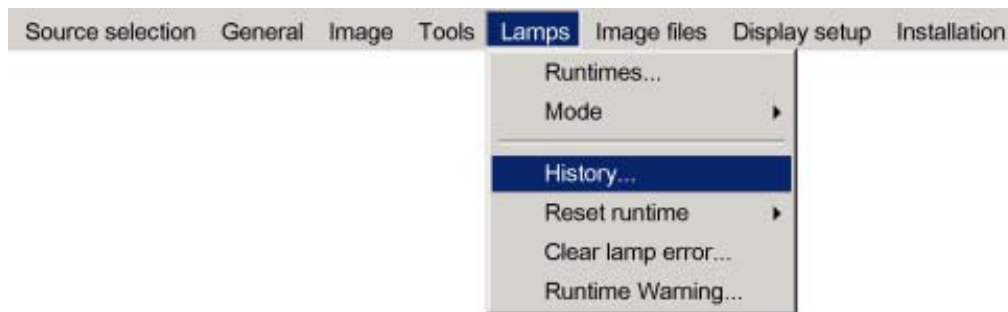 Source selection General Image Tools Lamps Image files Display setup Installation
Runtimes...
Mode
History...
Reset runtime
Clear lamp error...
Runtime Warning...